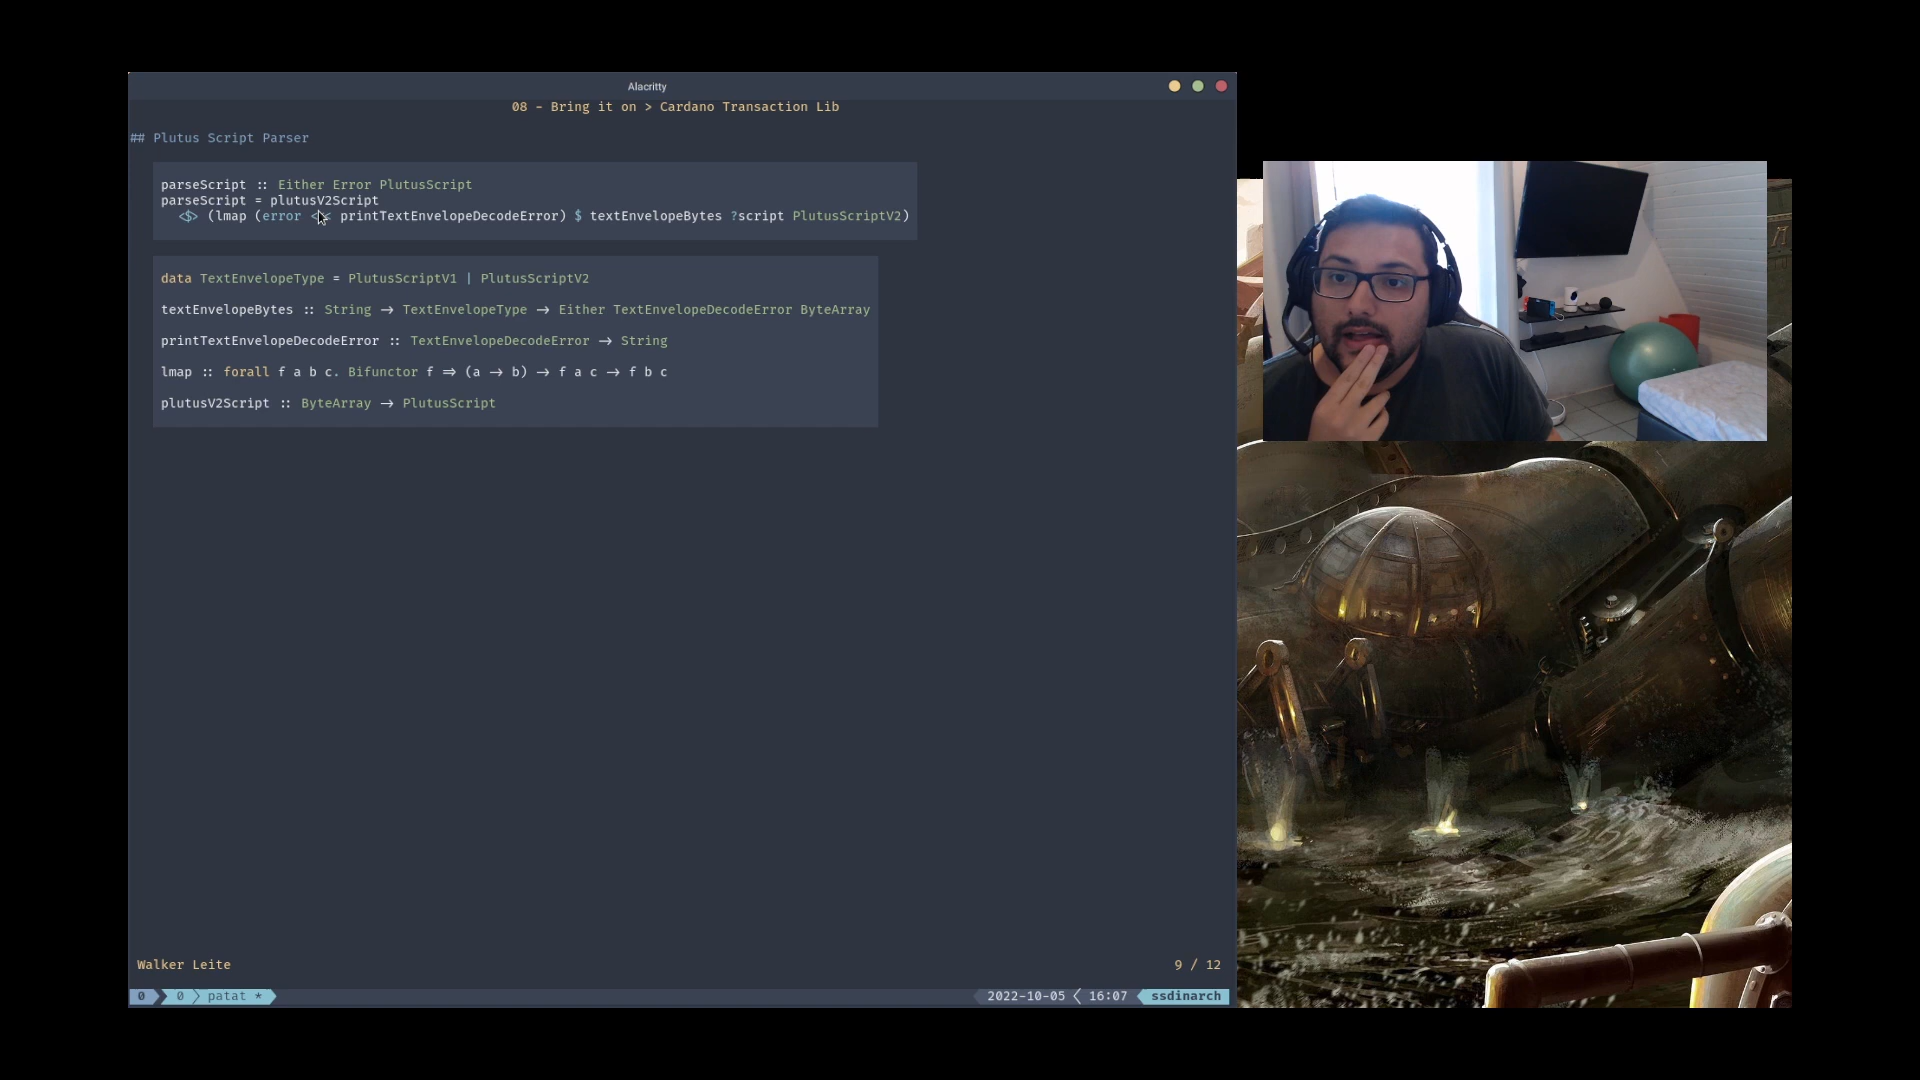 Alacritty
08 - Bring it on > Cardano Transaction Lib
## Plutus Script Parser
parseScript :: Either Error PlutusScript
parseScript = plutusV2Script
<$> (lmap (error <<< printTextEnvelopeDecodeError) $ textEnvelopeBytes ?script PlutusScriptV2)
data TextEnvelopeType = PlutusScriptV1 | PlutusScriptV2
textEnvelopeBytes :: String → TextEnvelopeType → Either TextEnvelopeDecodeError ByteArray
printTextEnvelopeDecodeError :: TextEnvelopeDecodeError → String
lmap :: forall f a b c. Bifunctor f ⇒ (a → b) → f a c → f b c
plutusV2Script :: ByteArray → PlutusScript
Walker Leite
9 / 12
0 0 patat *
2022-10-05 16:07 ssdinarch